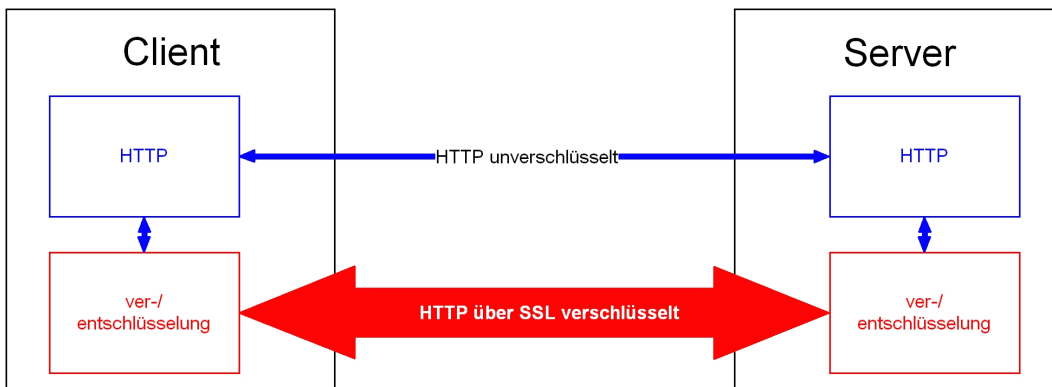 Client
Server
HTTP
HTTP unverschlüsselt
HTTP
ver-/
entschlüsselung
HTTP über SSL verschlüsselt
ver-/
entschlüsselung